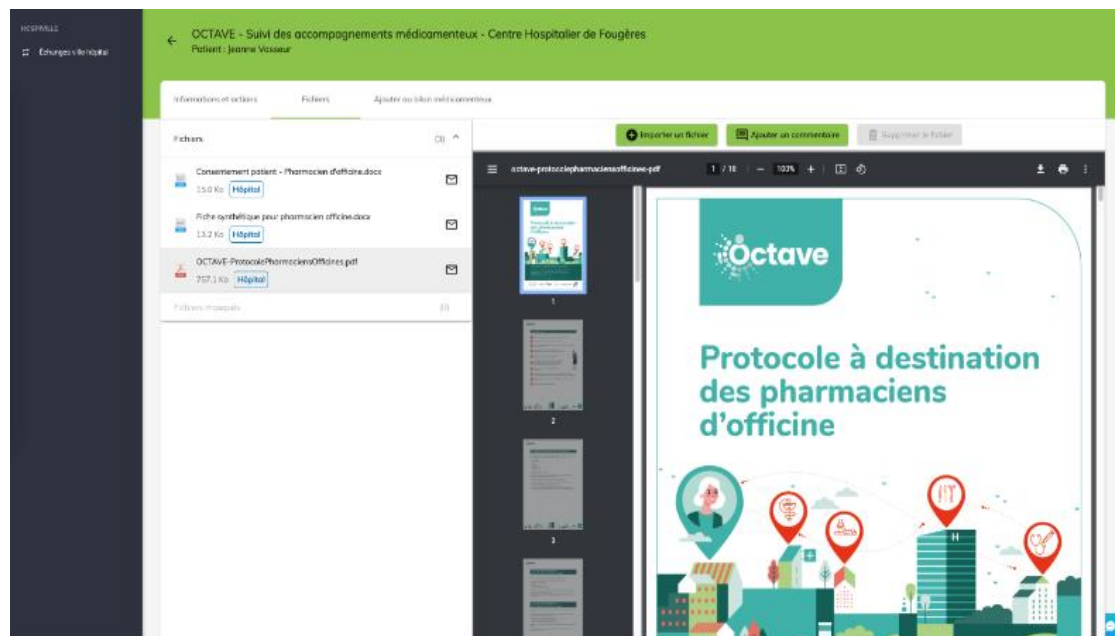 HOSPIVILLE
Échanges ville hôpital
OCTAVE - Suivi des accompagnements médicamenteux - Centre Hospitalier de Fougères
Patient : Jeanne Vasseur
Informations et actions
Fichiers
Ajouter au bilan médicamenteux
Fichiers
(3)
Importer un fichier
Ajouter un commentaire
Supprimer le fichier
Consentement patient - Pharmacien d'officine.docx
15.0 Ko Hôpital
Fiche synthétique pour pharmacien officine.docx
13.2 Ko Hôpital
OCTAVE-ProtocolePharmaciensOfficines.pdf
757.1 Ko Hôpital
Fichiers masqués
(0)
octave-protocolepharmaciensofficines-pdf
1 / 18
103%
1
2
3
Octave
Protocole à destination
des pharmaciens
d'officine
H